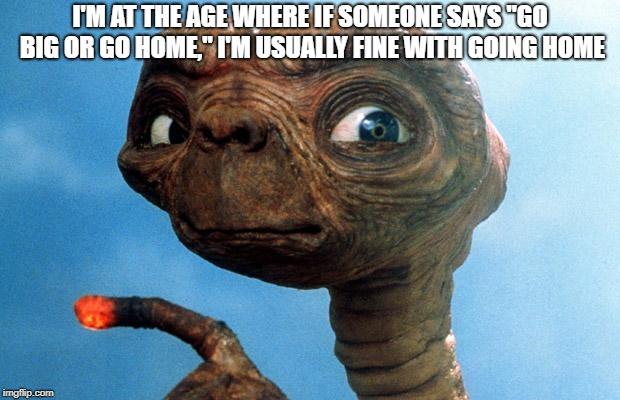 I'M AT THE AGE WHERE IF SOMEONE SAYS "GO
BIG OR GO HOME," I'M USUALLY FINE WITH GOING HOME
imgflip.com